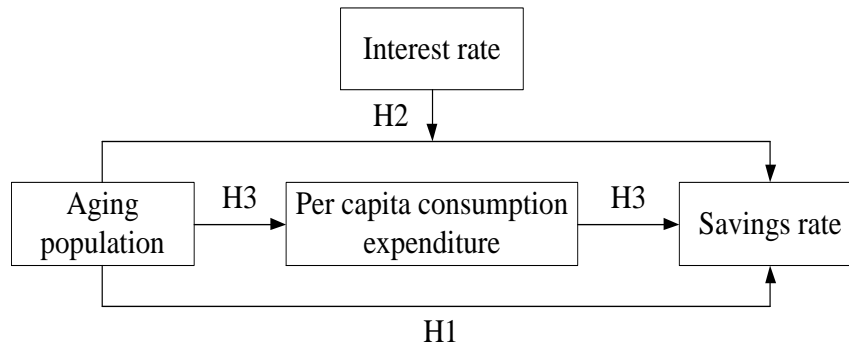 Interest rate
H2
Aging
population
H3
Per capita consumption
expenditure
H3
Savings rate
H1